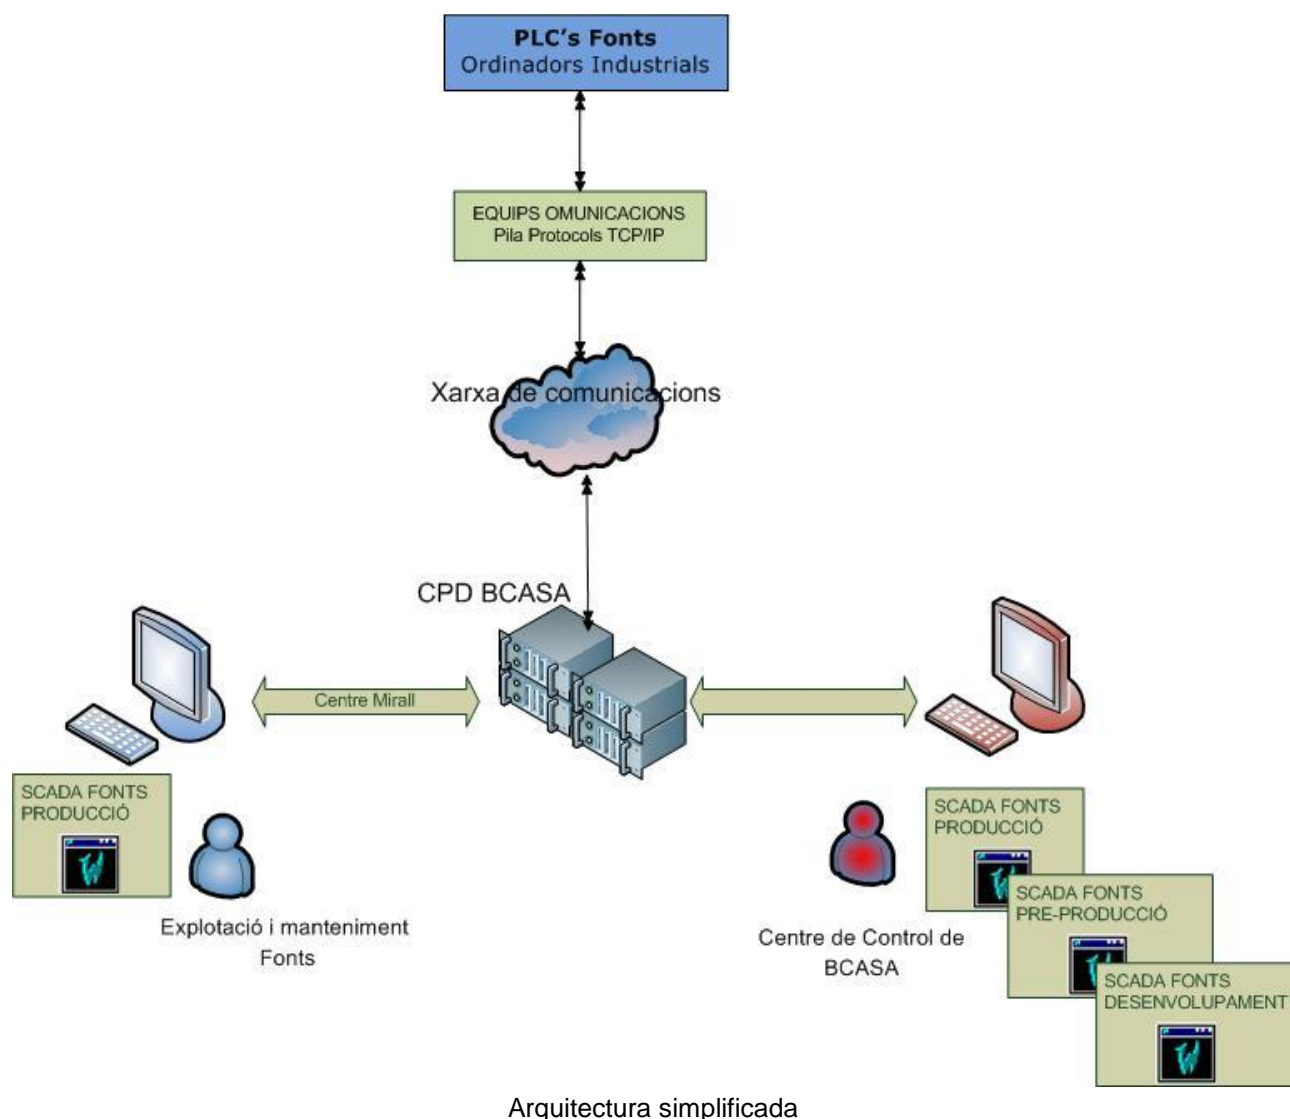 PLC's Fonts
Ordinadors Industrials
EQUIPS OMUNICACIONS
Pila Protocols TCP/IP
Xarxa de comunicacions
CPD BCASA
Centre Mirall
SCADA FONTS
PRODUCCIÓ
Explotació i manteniment
Fonts
Centre de Control de
BCASA
SCADA FONTS
PRODUCCIÓ
SCADA FONTS
PRE-PRODUCCIÓ
SCADA FONTS
DESENVOLUPAMENT
Arquitectura simplificada